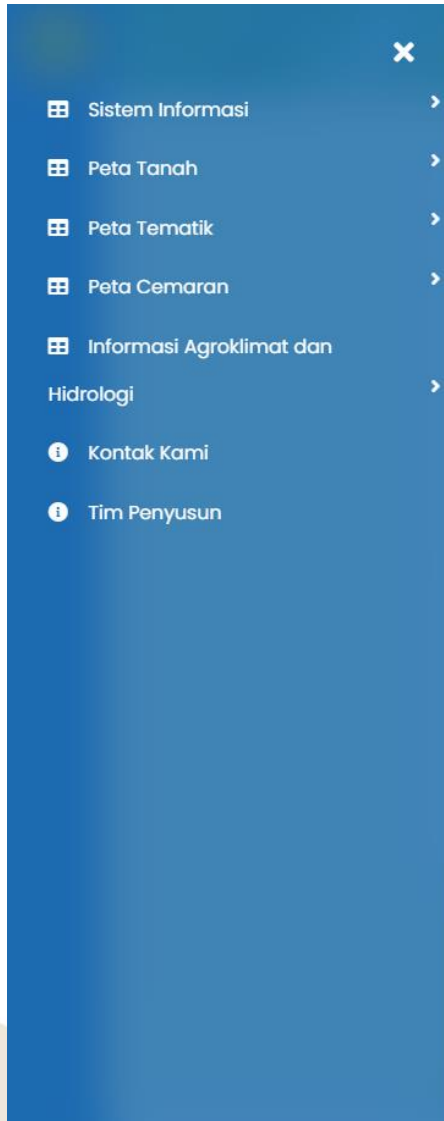 Sistem Informasi
Peta Tanah
Peta Tematik
Peta Cemaran
Informasi Agroklimat dan
Hidrologi
Kontak Kami
Tim Penyusun